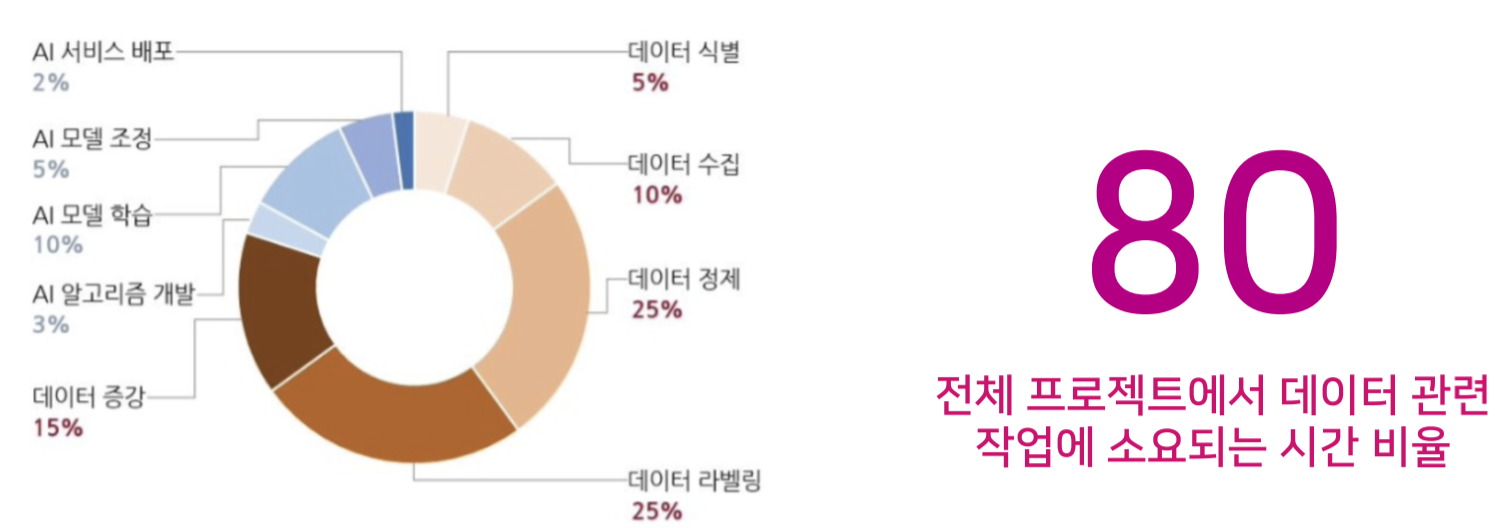 AI 서비스 배포
2%
AI 모델 조정
5%
AI 모델 학습
10%
AI 알고리즘 개발
3%
데이터 증강
15%
데이터 식별
5%
데이터 수집
10%
데이터 정제
25%
데이터 라벨링
25%
80
전체 프로젝트에서 데이터 관련
작업에 소요되는 시간 비율